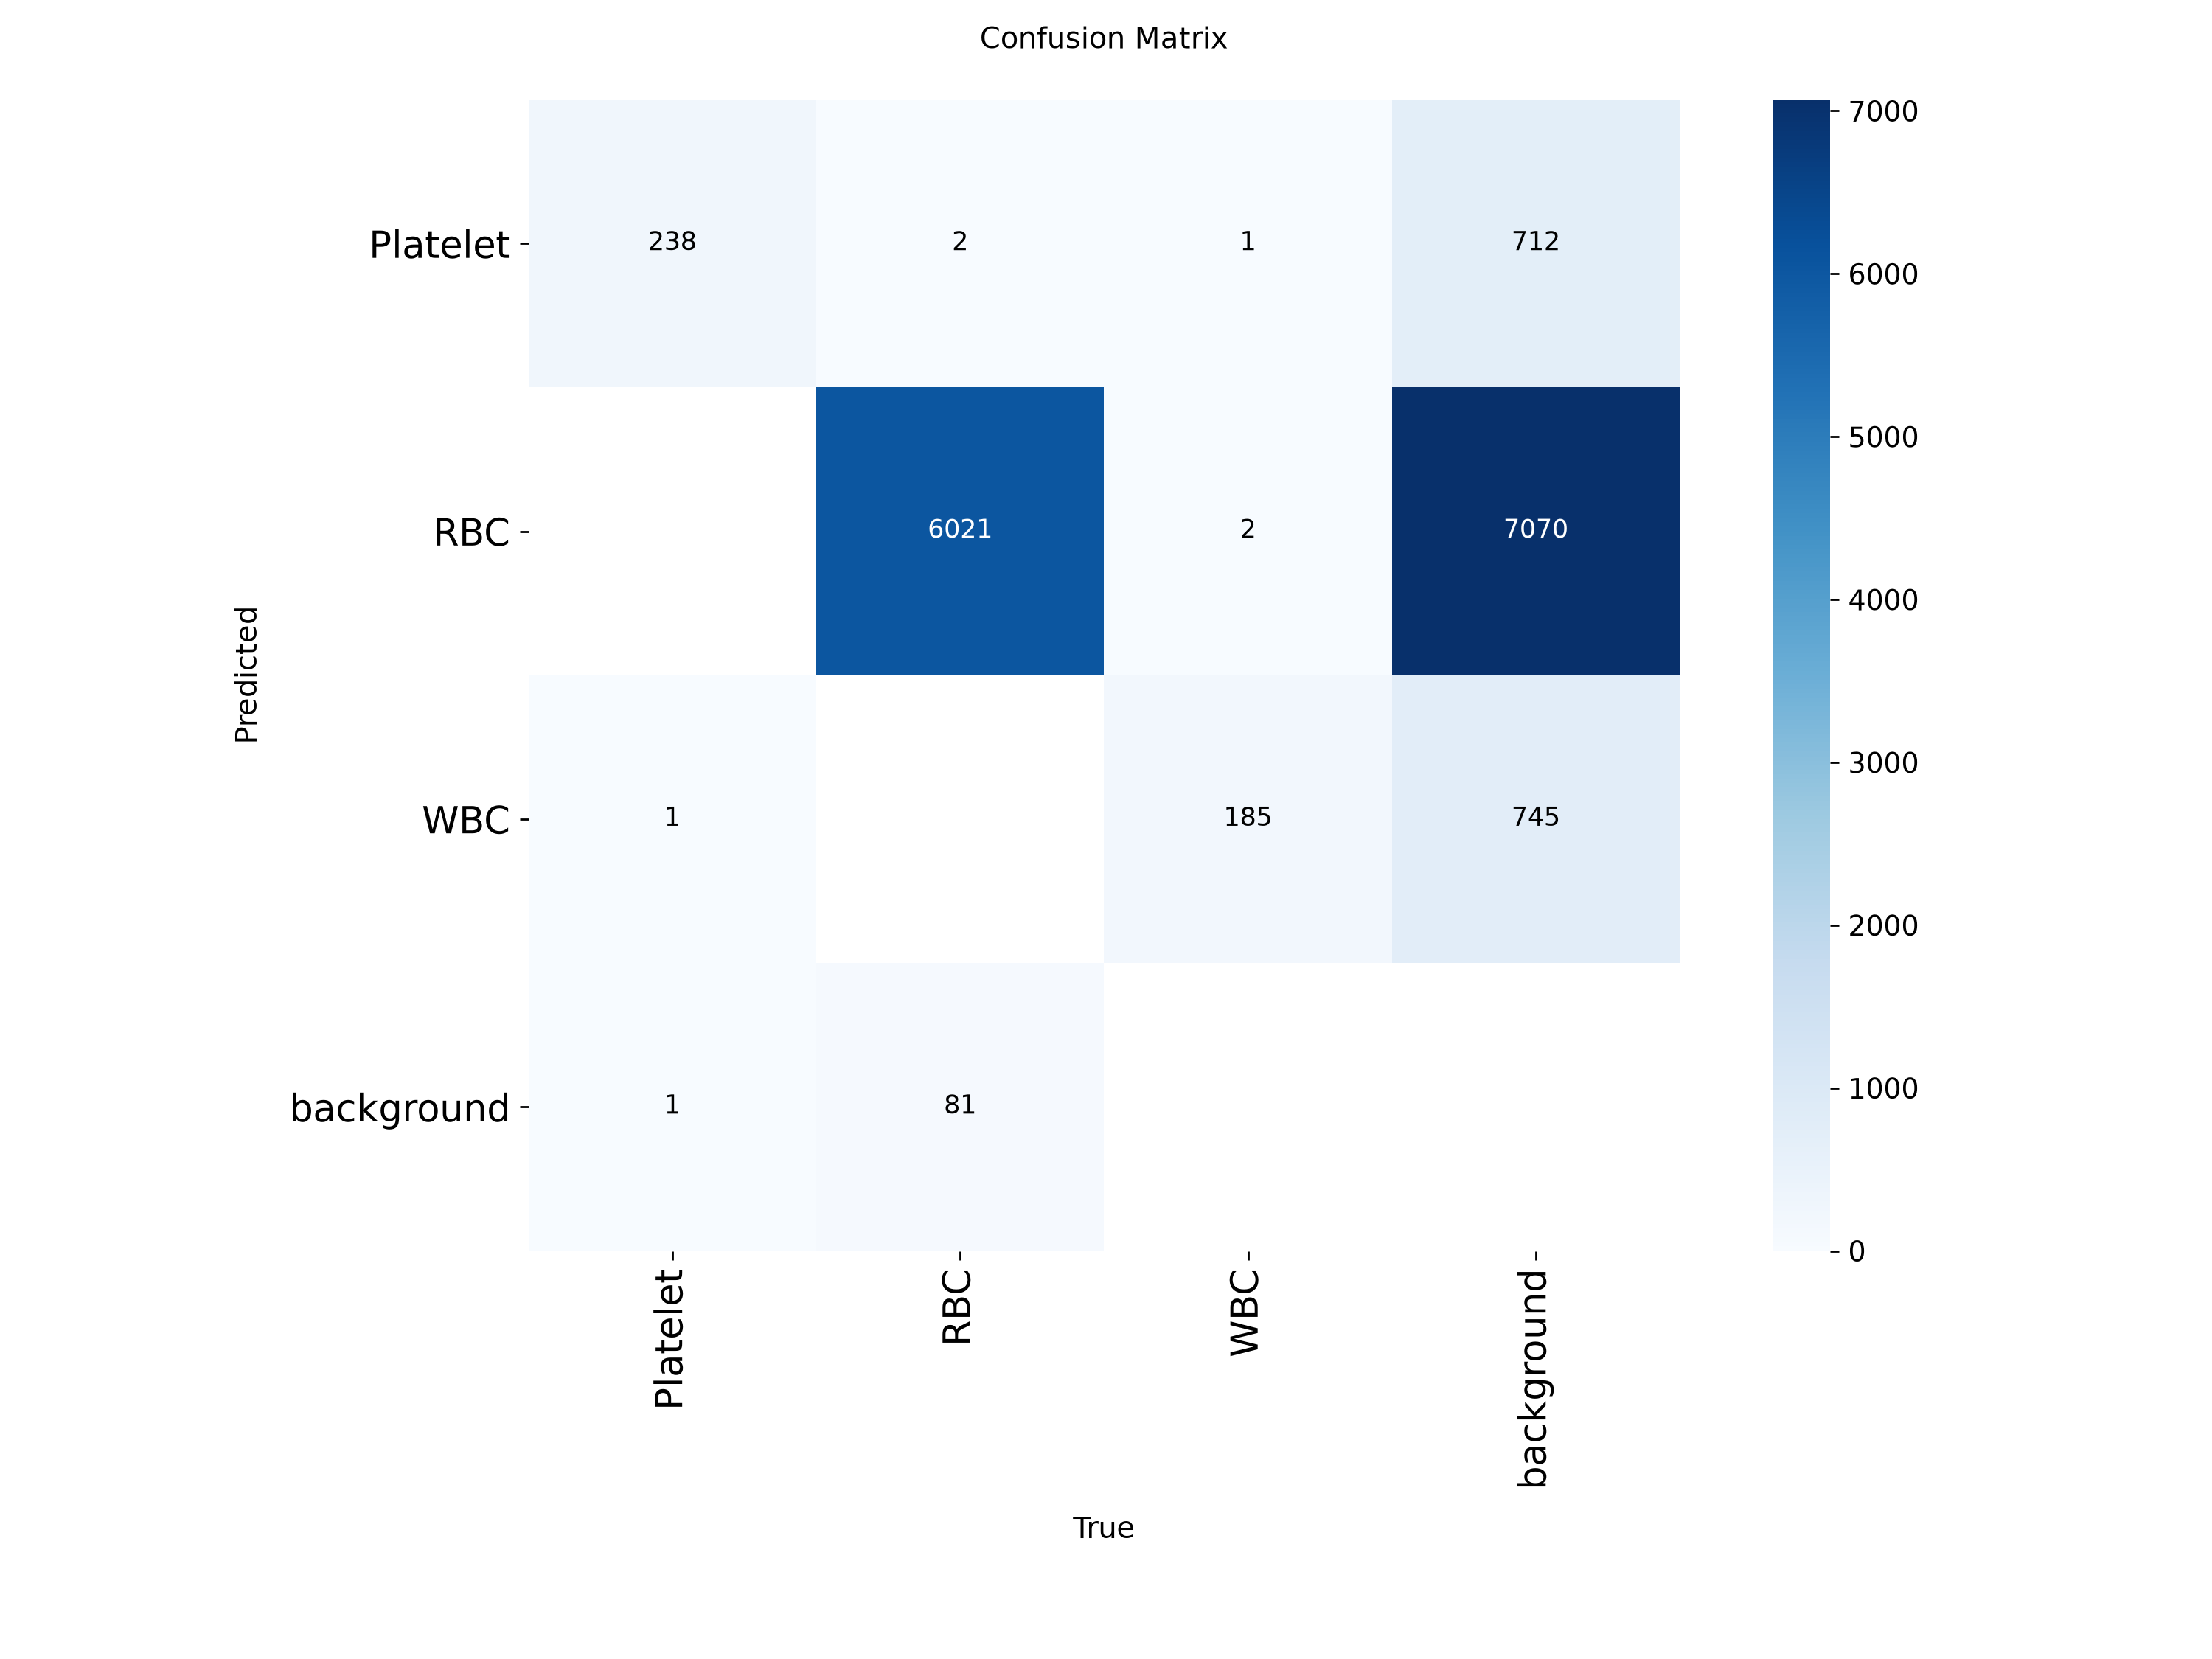 Confusion Matrix
Platelet 238 2 1 712
RBC 6021 2 7070
WBC 1 185 745
background 1 81
Predicted
Platelet RBC WBC background
True
7000
6000
5000
4000
3000
2000
1000
0